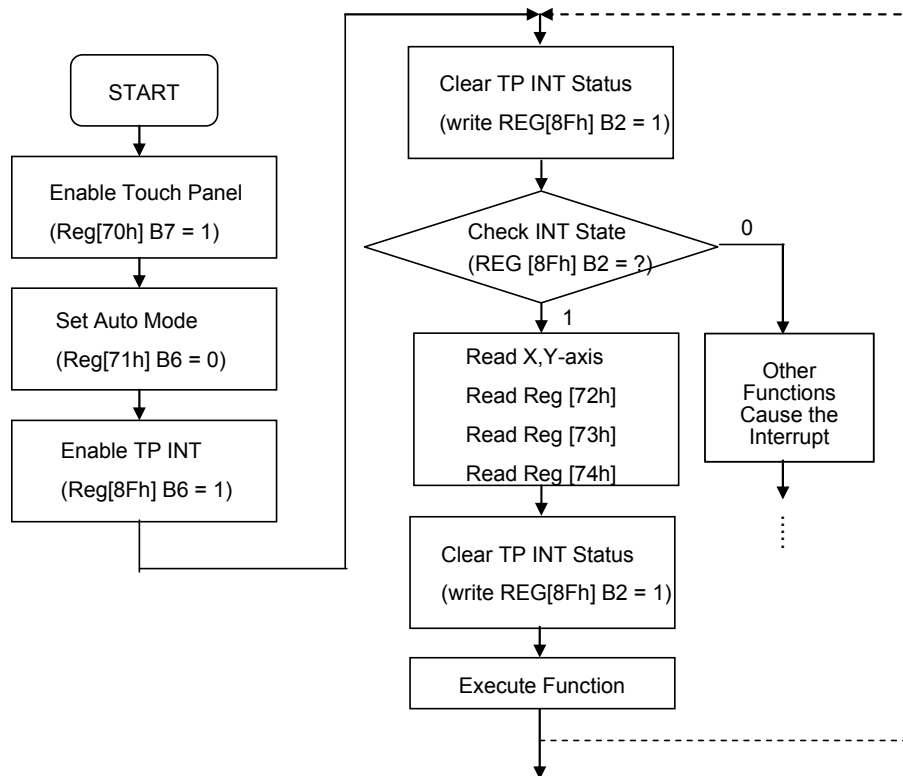 START
Enable Touch Panel
(Reg[70h] B7 = 1)
Set Auto Mode
(Reg[71h] B6 = 0)
Enable TP INT
(Reg[8Fh] B6 = 1)
Clear TP INT Status
(write REG[8Fh] B2 = 1)
Check INT State
(REG [8Fh] B2 = ?)
0
1
Read X,Y-axis
Read Reg [72h]
Read Reg [73h]
Read Reg [74h]
Other
Functions
Cause the
Interrupt
Clear TP INT Status
(write REG[8Fh] B2 = 1)
Execute Function